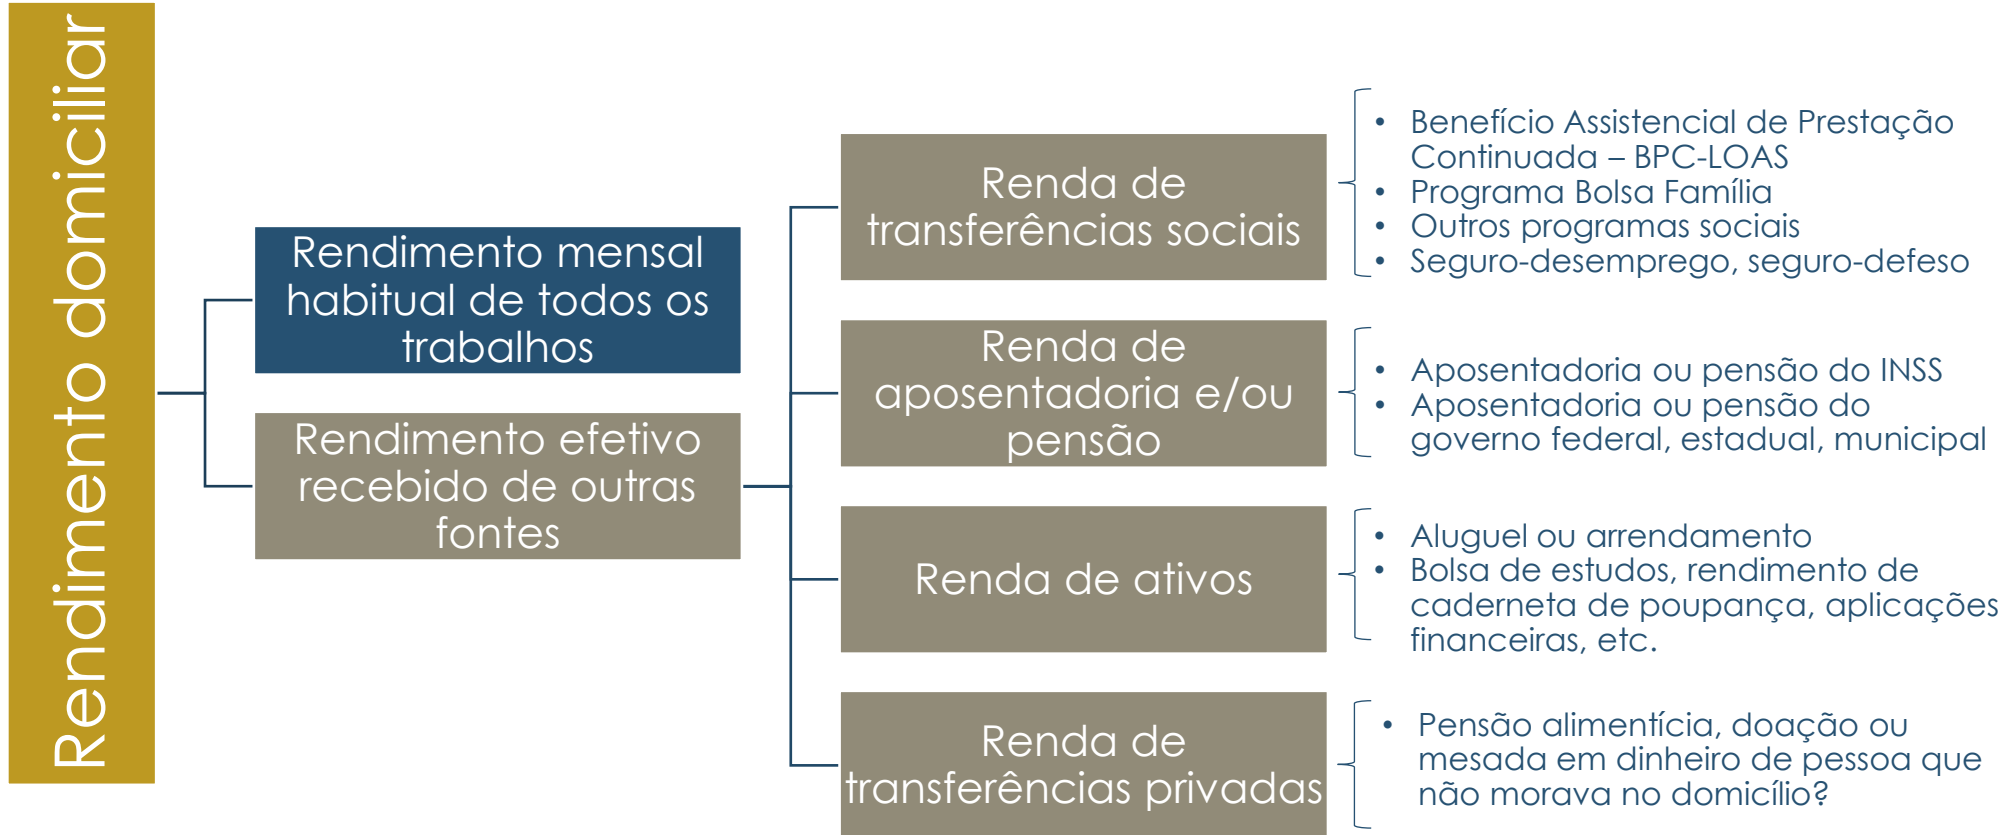 Rendimento domiciliar
Rendimento mensal
habitual de todos os
trabalhos
Rendimento efetivo
recebido de outras
fontes
Renda de
transferências sociais
• Benefício Assistencial de Prestação
Continuada – BPC-LOAS
• Programa Bolsa Família
• Outros programas sociais
• Seguro-desemprego, seguro-defeso
Renda de
aposentadoria e/ou
pensão
• Aposentadoria ou pensão do INSS
• Aposentadoria ou pensão do
governo federal, estadual, municipal
Renda de ativos
• Aluguel ou arrendamento
• Bolsa de estudos, rendimento de
caderneta de poupança, aplicações
financeiras, etc.
Renda de
transferências privadas
• Pensão alimentícia, doação ou
mesada em dinheiro de pessoa que
não morava no domicílio?